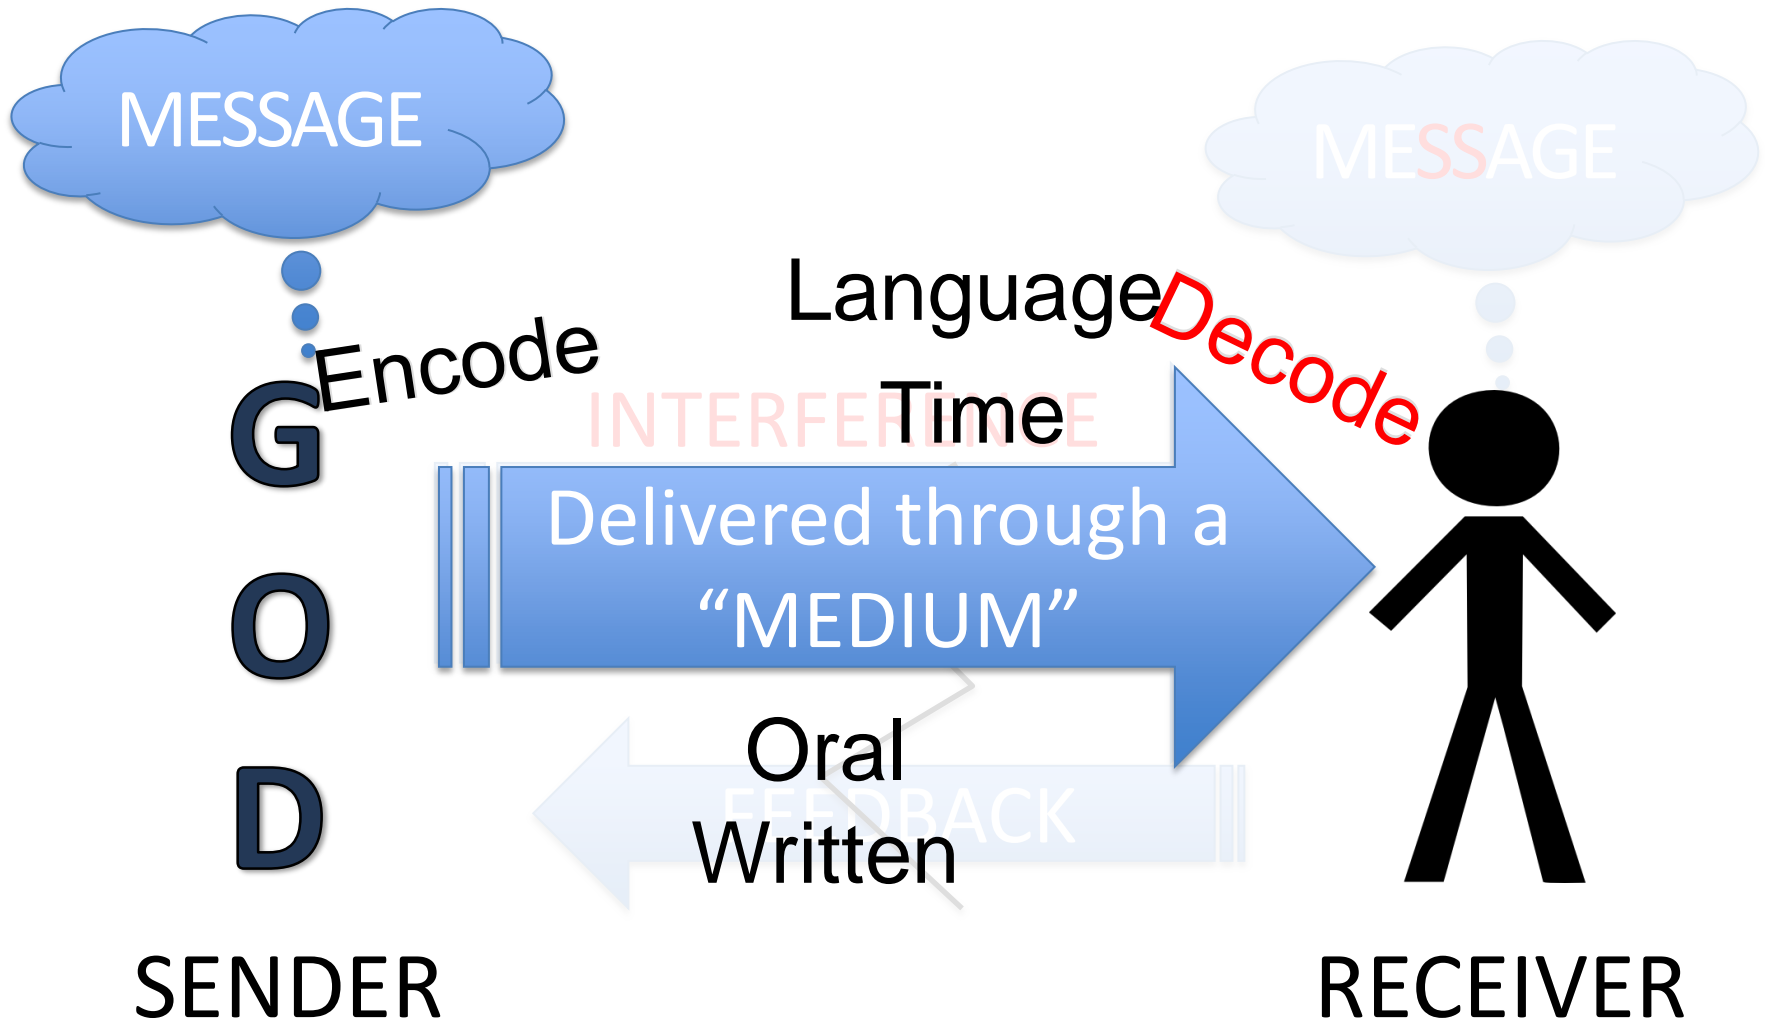 MESSAGE
MESSAGE
Language
Decode
Encode
Time
INTERFERENCE
G
O
D
Delivered through a
“MEDIUM”
Oral
FEEDBACK
Written
SENDER
RECEIVER